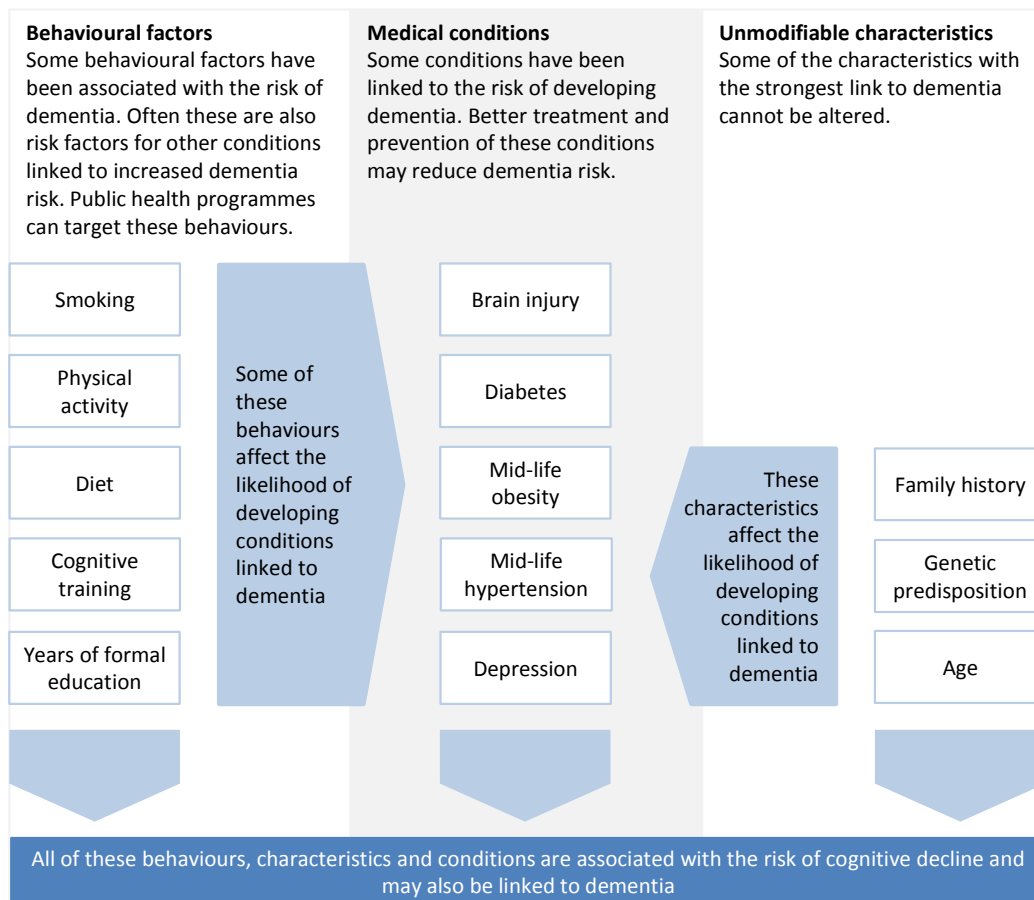 Behavioural factors
Some behavioural factors have
been associated with the risk of
dementia. Often these are also
risk factors for other conditions
linked to increased dementia
risk. Public health programmes
can target these behaviours.
Medical conditions
Some conditions have been
linked to the risk of developing
dementia. Better treatment and
prevention of these conditions
may reduce dementia risk.
Unmodifiable characteristics
Some of the characteristics with
the strongest link to dementia
cannot be altered.
Smoking
Physical
activity
Diet
Cognitive
training
Years of formal
education
Some of
these
behaviours
affect the
likelihood of
developing
conditions
linked to
dementia
Brain injury
Diabetes
Mid-life
obesity
Mid-life
hypertension
Depression
These
characteristics
affect the
likelihood of
developing
conditions
linked to
dementia
Family history
Genetic
predisposition
Age
All of these behaviours, characteristics and conditions are associated with the risk of cognitive decline and
may also be linked to dementia